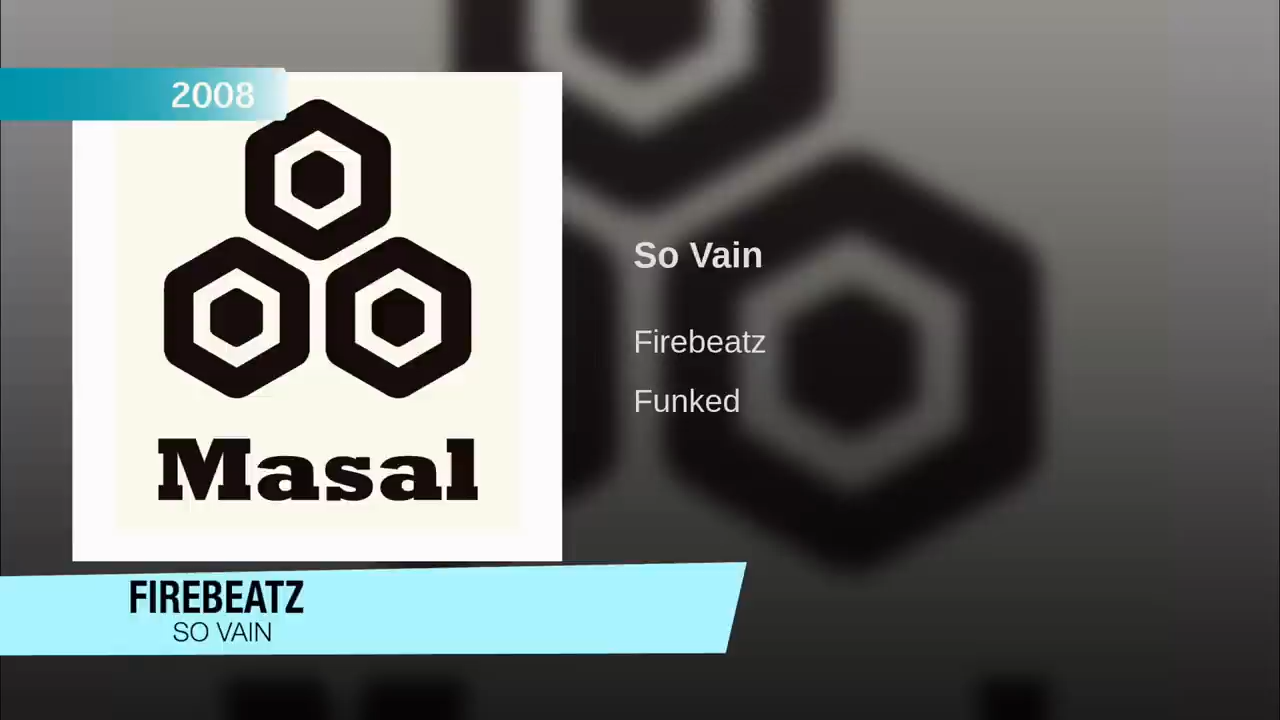 2008
Masal
So Vain
Firebeatz
Funked
FIREBEATZ
SO VAIN